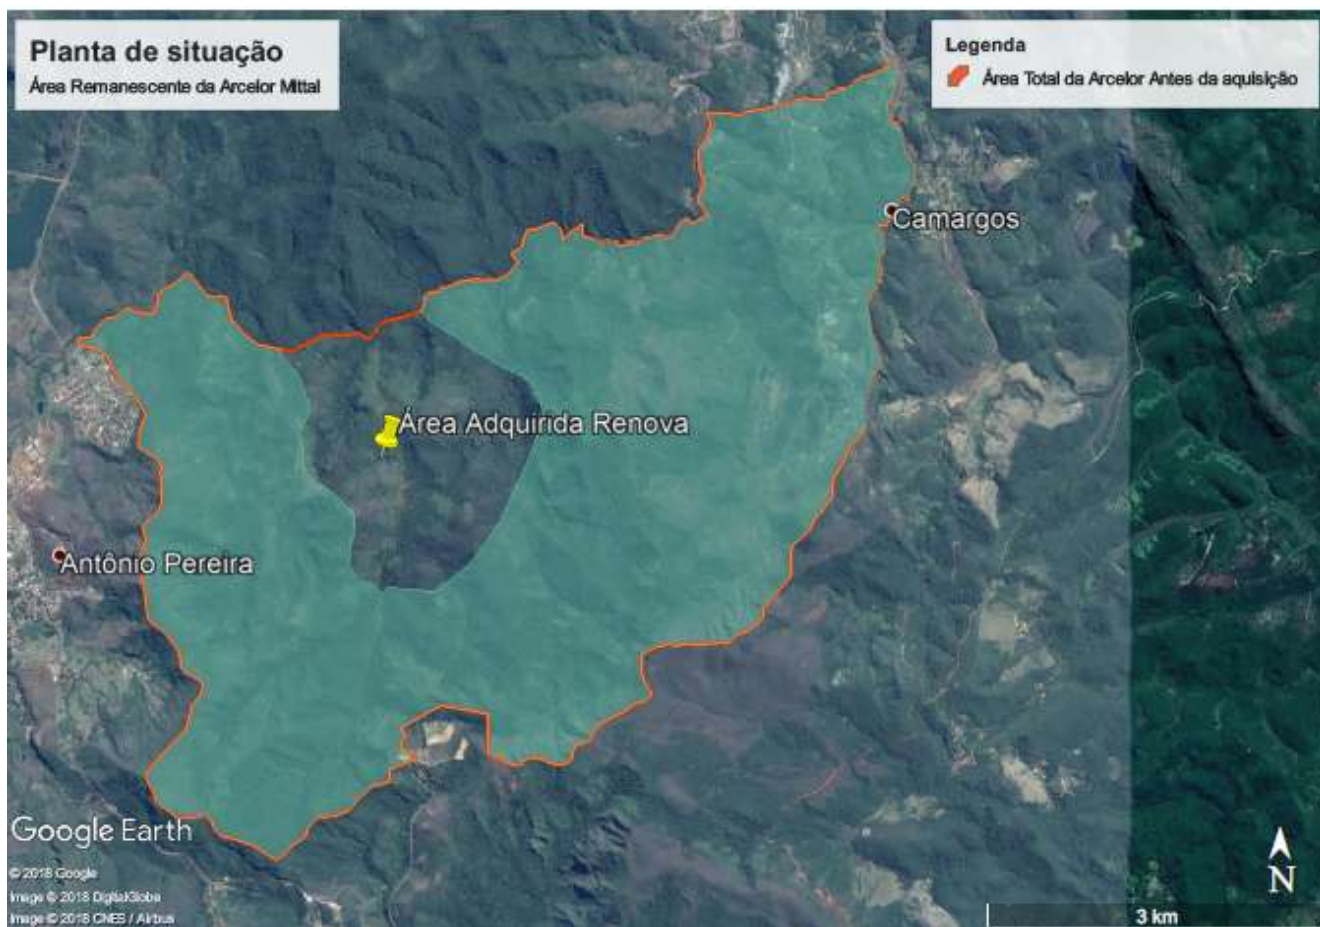 Planta de situação
Área Remanescente da Arcelor Mittal
Legenda
Área Total da Arcelor Antes da aquisição
Camargos
Área Adquirida Renova
Antônio Pereira
Google Earth
© 2018 Google
Image © 2018 DigitalGlobe
Image © 2018 CNES / Airbus
N
3 km